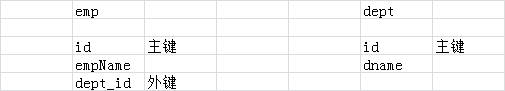 emp dept
id 主键 id 主键
empName dname
dept_id 外键